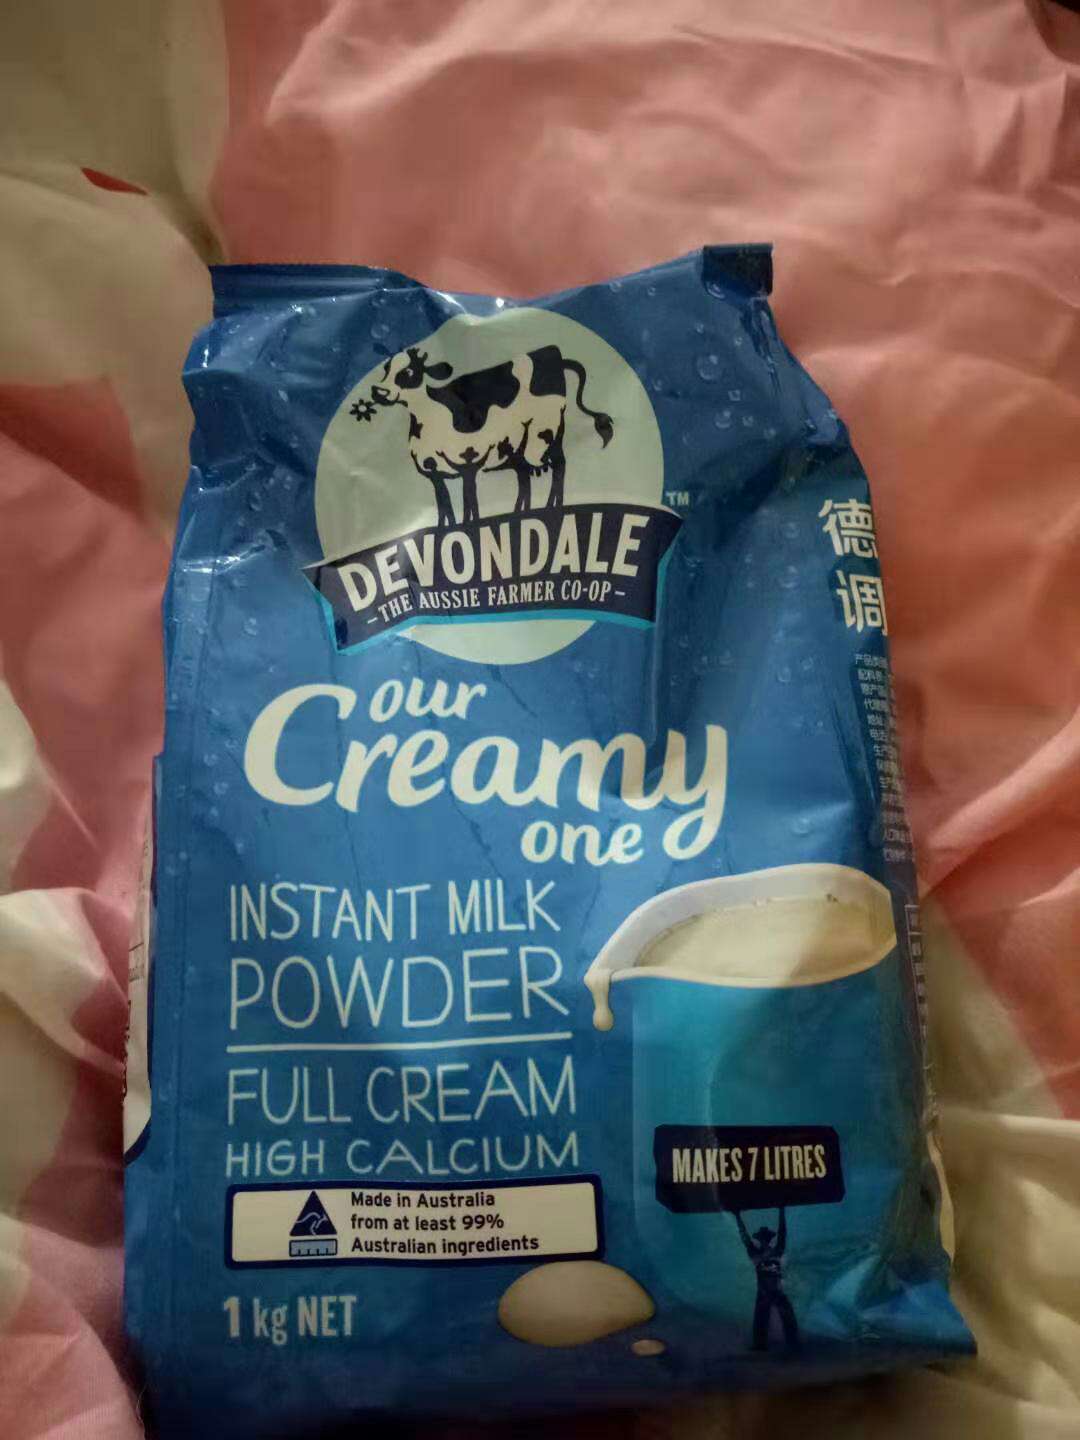 TM
DEVONDALE
-THE AUSSIE FARMER CO-OP-
our
Creamy
one
INSTANT MILK
POWDER
FULL CREAM
HIGH CALCIUM
Made in Australia
from at least 99%
Australian ingredients
1 kg NET
MAKES 7 LITRES
德
调